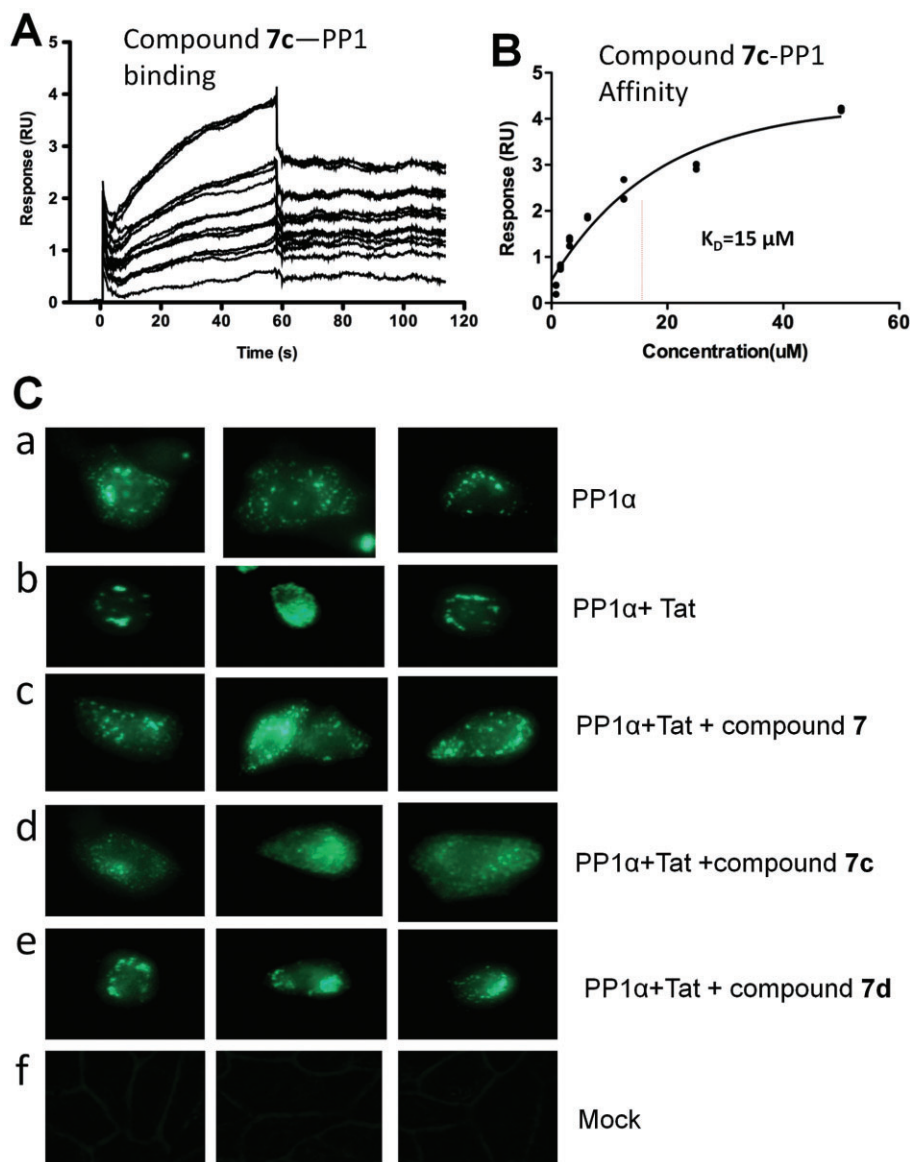 A
Compound 7c—PP1
binding
5
4
3
2
1
0
Response (RU)
0
20
40
60
80
100
120
Time (s)
B
Compound 7c-PP1
Affinity
5
4
3
2
1
0
Response (RU)
K_D=15 μM
0
20
40
60
Concentration(uM)
C
a
PP1α
b
PP1α+ Tat
c
PP1α+Tat + compound 7
d
PP1α+Tat +compound 7c
e
PP1α+Tat + compound 7d
f
Mock